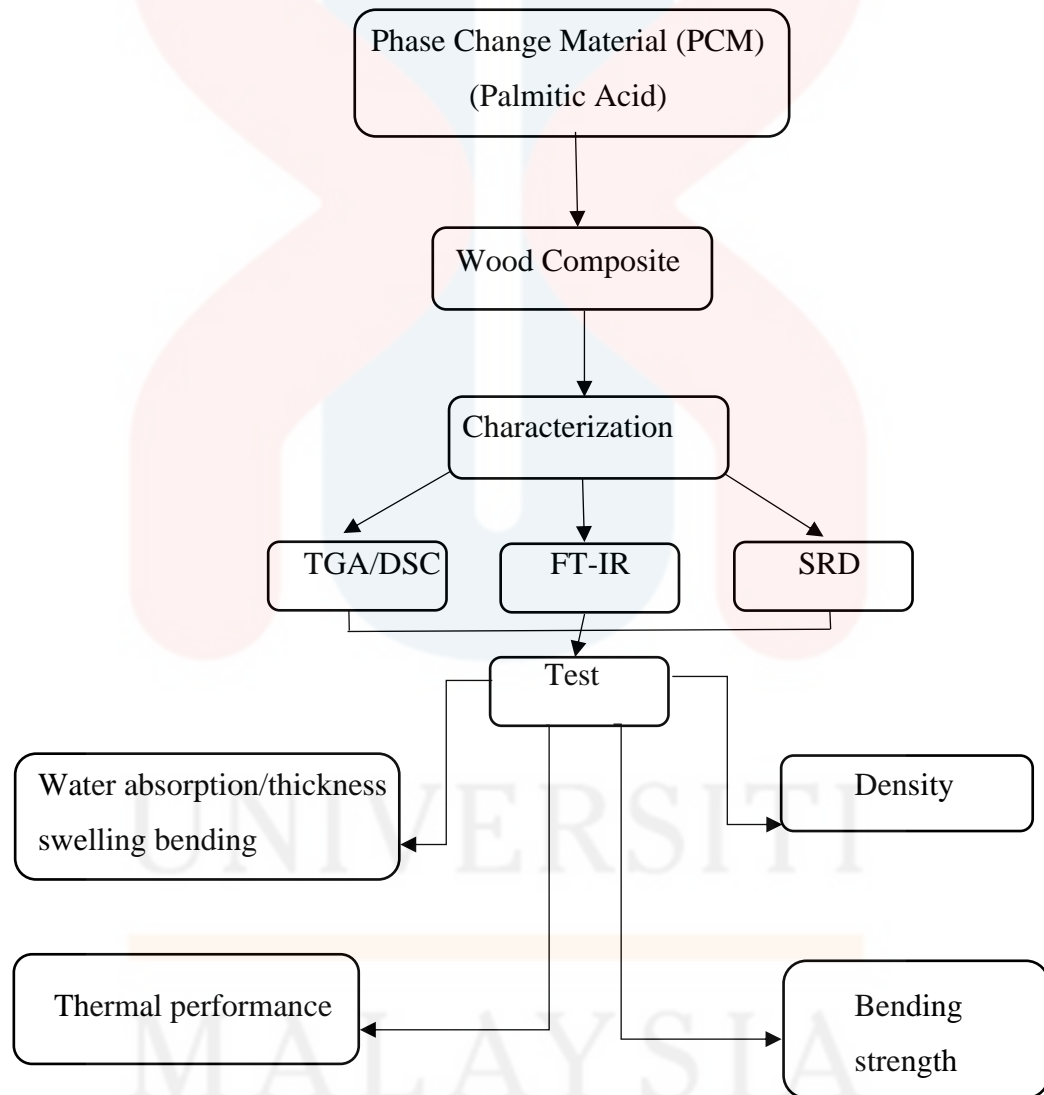 Phase Change Material (PCM)
(Palmitic Acid)
Wood Composite
Characterization
TGA/DSC
FT-IR
SRD
Test
Water absorption/thickness
swelling bending
Density
UNIVERSITI
Thermal performance
Bending
strength
MALAYSIA